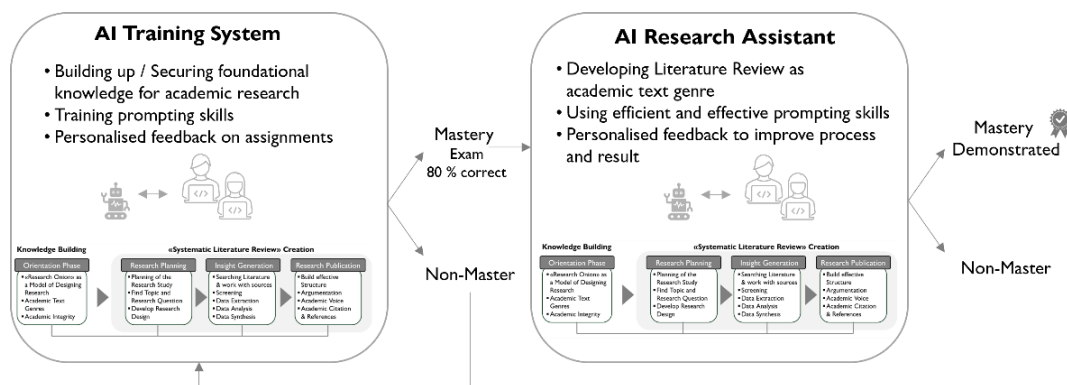 AI Training System
• Building up / Securing foundational
knowledge for academic research
• Training prompting skills
• Personalised feedback on assignments
Knowledge Building
«Systematic Literature Review» Creation
Orientation Phase
• «Research Onion» as
a Model of Designing
Research
• Academic Text
Genres
• Academic Integrity
Research Planning
• Planning of the
Research Study
• Find Topic and
Research Question
• Develop Research
Design
Insight Generation
• Searching Literature
& work with sources
• Screening
• Data Extraction
• Data Analysis
• Data Synthesis
Research Publication
• Build effective
Structure
• Argumentation
• Academic Voice
• Academic Citation
& References
Mastery
Exam
80 % correct
Non-Master
AI Research Assistant
• Developing Literature Review as
academic text genre
• Using efficient and effective prompting skills
• Personalised feedback to improve process
and result
Knowledge Building
«Systematic Literature Review» Creation
Orientation Phase
• «Research Onion» as
a Model of Designing
Research
• Academic Text
Genres
• Academic Integrity
Research Planning
• Planning of the
Research Study
• Find Topic and
Research Question
• Develop Research
Design
Insight Generation
• Searching Literature
& work with sources
• Screening
• Data Extraction
• Data Analysis
• Data Synthesis
Research Publication
• Build effective
Structure
• Argumentation
• Academic Voice
• Academic Citation
& References
Mastery
Demonstrated
Non-Master